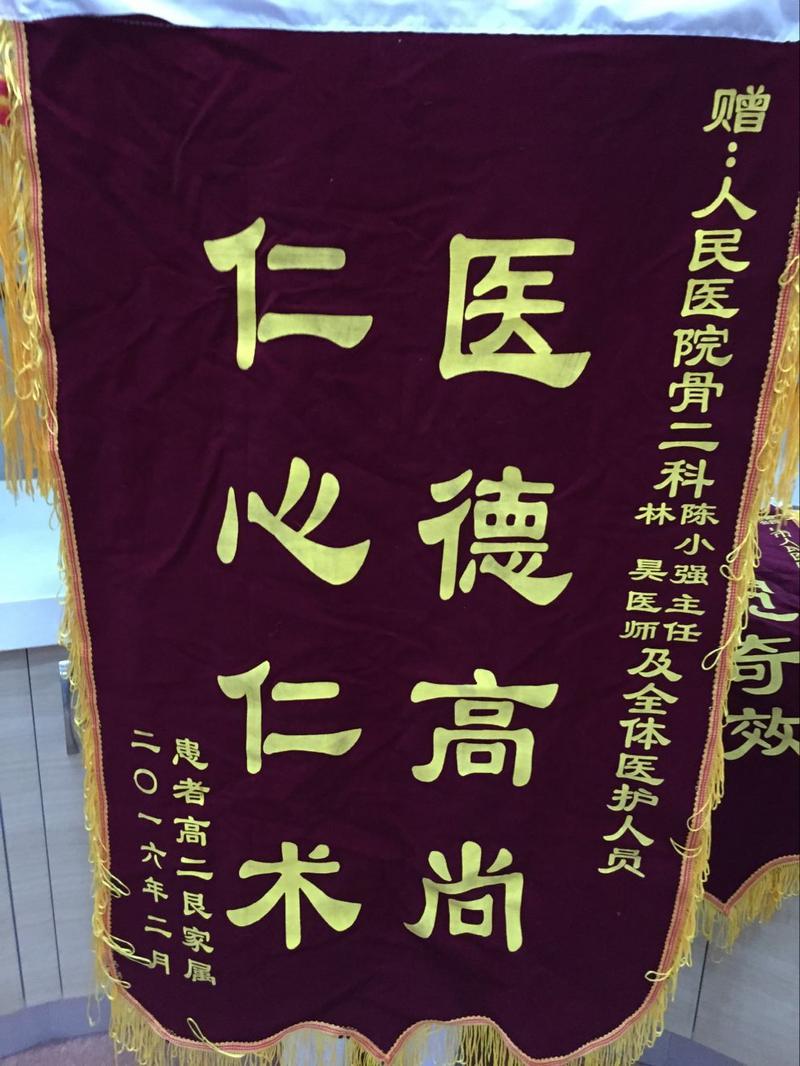 赠：人民医院骨二科
陈小强主任
林昊医师
及全体医护人员
医德高尚
仁心仁术
患者高二艮家属
二〇一六年二月
奇效